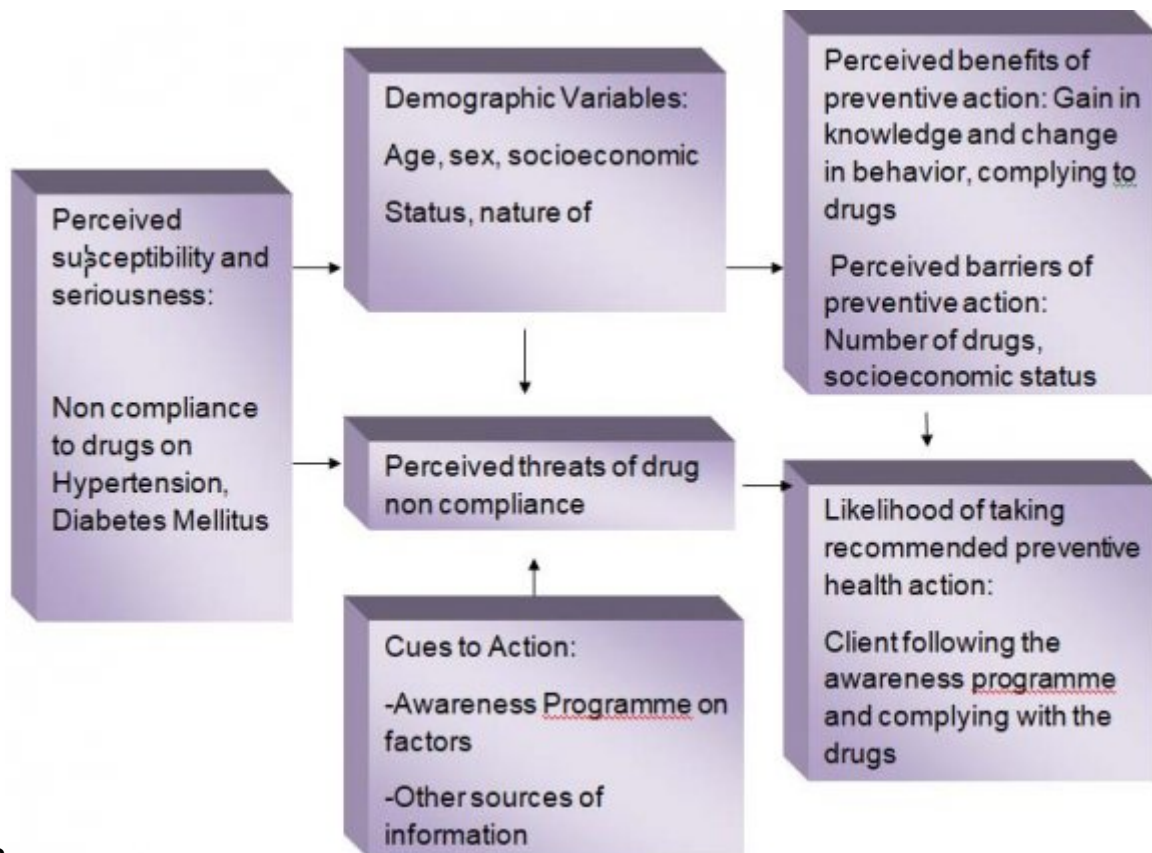 Perceived
susceptibility and
seriousness:
Non compliance
to drugs on
Hypertension,
Diabetes Mellitus
Demographic Variables:
Age, sex, socioeconomic
Status, nature of
Perceived threats of drug
non compliance
Cues to Action:
-Awareness Programme on
factors
-Other sources of
information
Perceived benefits of
preventive action: Gain in
knowledge and change
in behavior, complying to
drugs
Perceived barriers of
preventive action:
Number of drugs,
socioeconomic status
Likelihood of taking
recommended preventive
health action:
Client following the
awareness programme
and complying with the
drugs